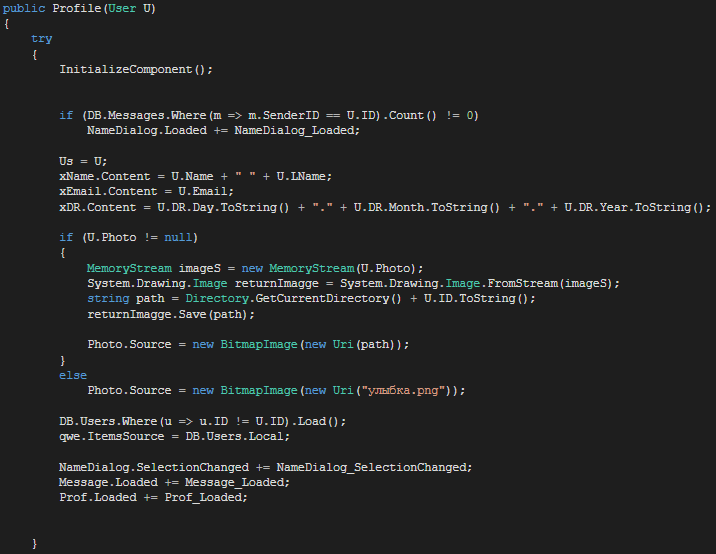 public Profile(User U)
{
try
{
InitializeComponent();
if (DB.Messages.Where(m => m.SenderID == U.ID).Count() != 0)
NameDialog.Loaded += NameDialog_Loaded;
Us = U;
xName.Content = U.Name + " " + U.LName;
xEmail.Content = U.Email;
xDR.Content = U.DR.Day.ToString() + "." + U.DR.Month.ToString() + "." + U.DR.Year.ToString();
if (U.Photo != null)
{
MemoryStream imageS = new MemoryStream(U.Photo);
System.Drawing.Image returnImagge = System.Drawing.Image.FromStream(imageS);
string path = Directory.GetCurrentDirectory() + U.ID.ToString();
returnImagge.Save(path);
Photo.Source = new BitmapImage(new Uri(path));
}
else
Photo.Source = new BitmapImage(new Uri("улыбка.png"));
DB.Users.Where(u => u.ID != U.ID).Load();
qwe.ItemsSource = DB.Users.Local;
NameDialog.SelectionChanged += NameDialog_SelectionChanged;
Message.Loaded += Message_Loaded;
Prof.Loaded += Prof_Loaded;
}